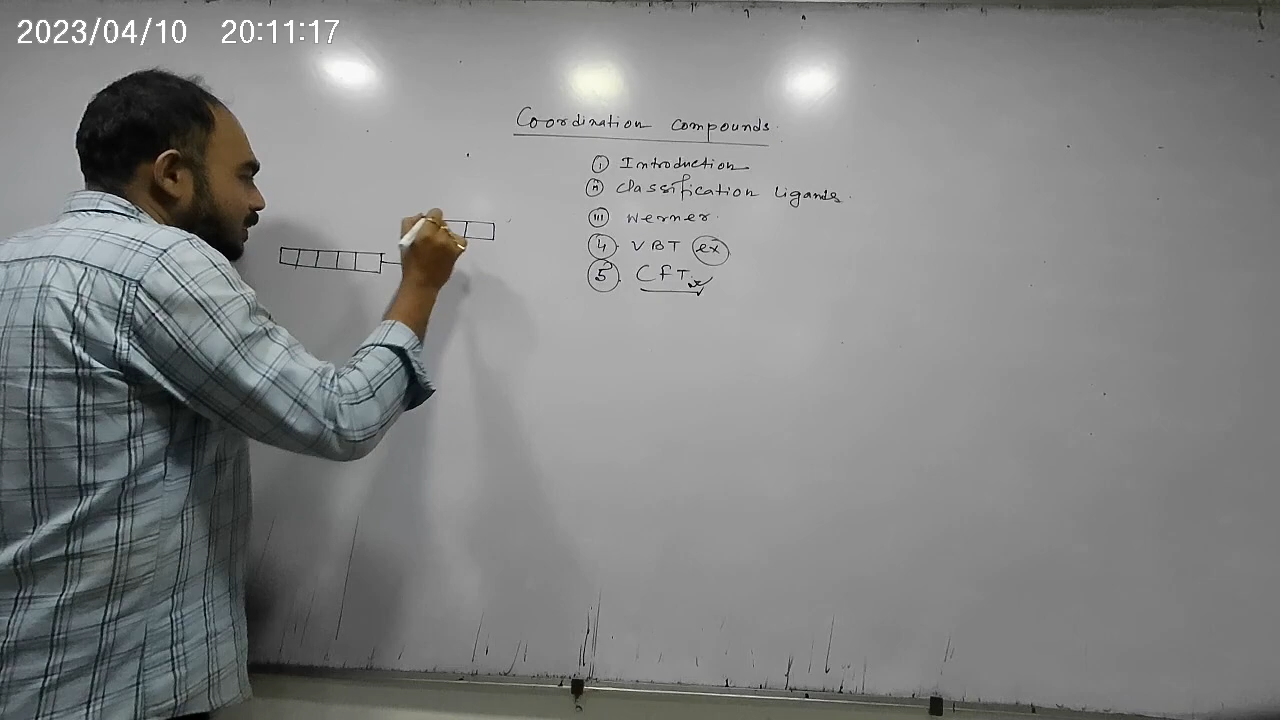 2023/04/10 20:11:17
Coordination compounds.
(I) Introduction
(II) classification ligands.
(III) Werner.
(4). VBT (ex)
(5). CFT